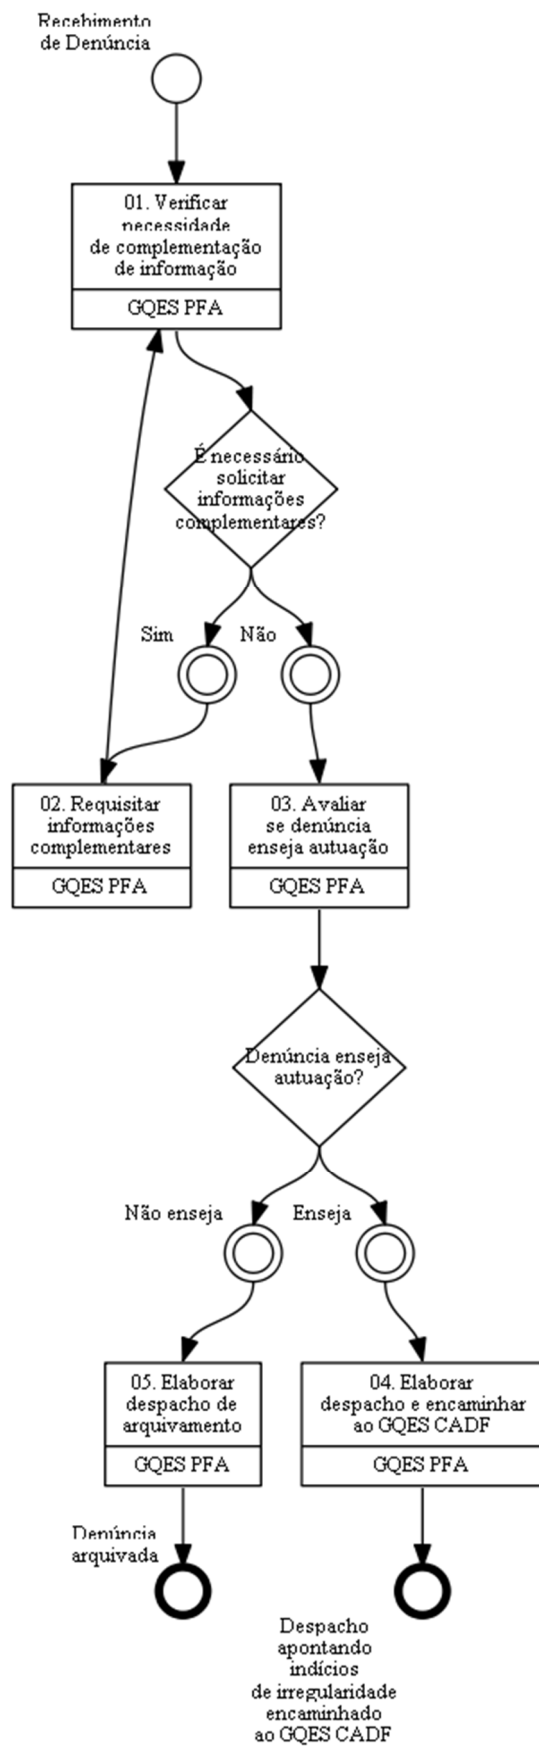 Recebimento
de Denúncia
01. Verificar
necessidade
de complementação
de informação
GQES PFA
É necessário
solicitar
informações
complementares?
Sim
Não
02. Requisitar
informações
complementares
GQES PFA
03. Avaliar
se denúncia
enseja autuação
GQES PFA
Denúncia enseja
autuação?
Não enseja
Enseja
05. Elaborar
despacho de
arquivamento
GQES PFA
04. Elaborar
despacho e encaminhar
ao GQES CADF
GQES PFA
Denúncia
arquivada
Despacho
apontando
indícios
de irregularidade
encaminhado
ao GQES CADF